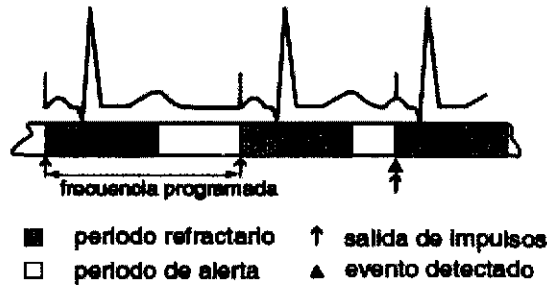 frecuencia programada
periodo refractario
salida de impulsos
periodo de alerta
evento detectado